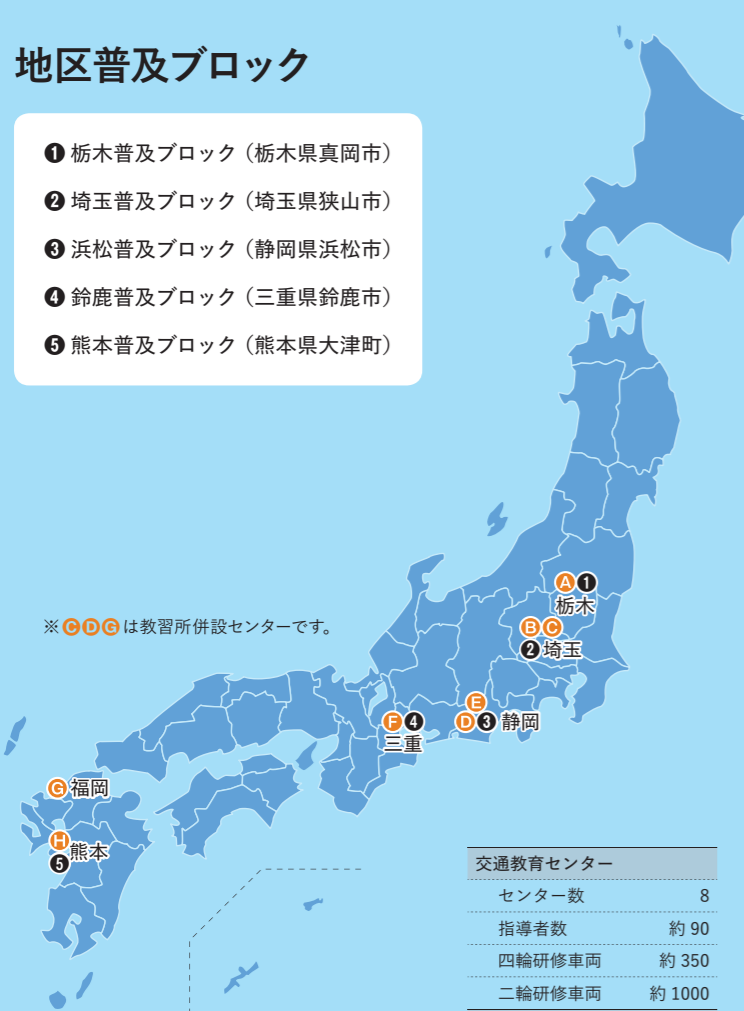 地区普及ブロック
❶ 栃木普及ブロック（栃木県真岡市）
❷ 埼玉普及ブロック（埼玉県狭山市）
❸ 浜松普及ブロック（静岡県浜松市）
❹ 鈴鹿普及ブロック（三重県鈴鹿市）
❺ 熊本普及ブロック（熊本県大津町）
A ❶
栃木
※ C D G は教習所併設センターです。
B C
❷ 埼玉
E
D ❸ 静岡
F ❹
三重
G 福岡
H
熊本
❺
交通教育センター
センター数 8
指導者数 約 90
四輪研修車両 約 350
二輪研修車両 約 1000